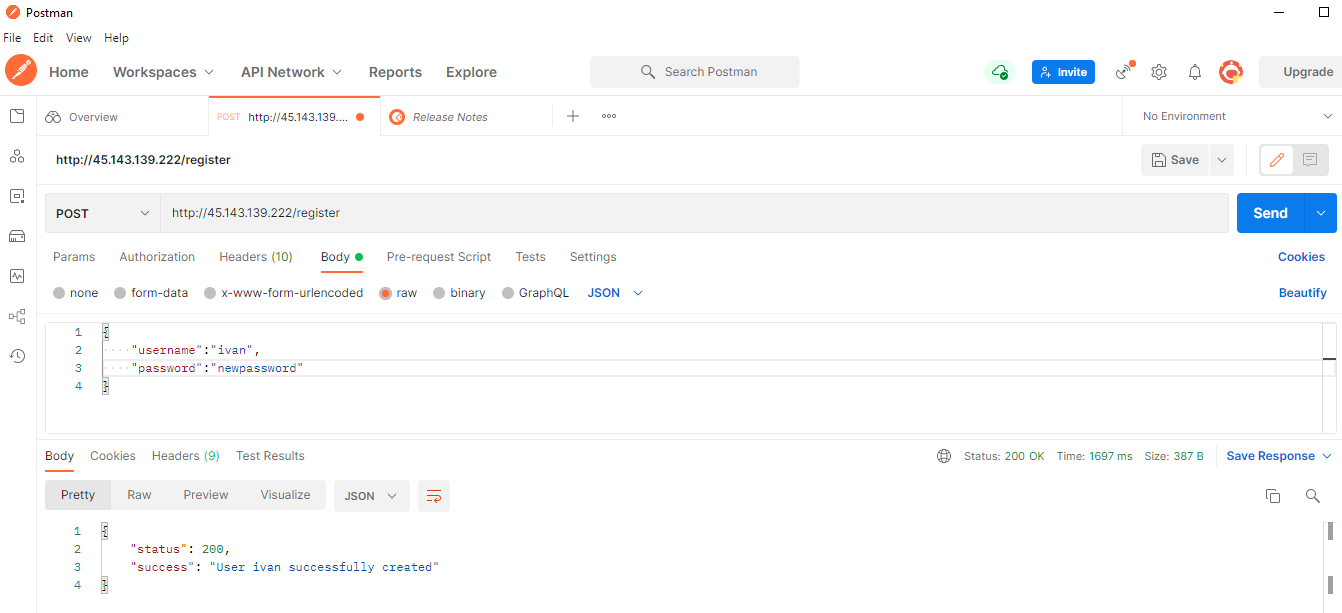 Postman
File Edit View Help
Home Workspaces API Network Reports Explore Search Postman Invite Upgrade
Overview POST http://45.143.139.... Release Notes No Environment
http://45.143.139.222/register Save
POST http://45.143.139.222/register Send
Params Authorization Headers (10) Body Pre-request Script Tests Settings Cookies
none form-data x-www-form-urlencoded raw binary GraphQL JSON Beautify
1 {
2 "username":"ivan",
3 "password":"newpassword"
4 }
Body Cookies Headers (9) Test Results Status: 200 OK Time: 1697 ms Size: 387 B Save Response
Pretty Raw Preview Visualize JSON
1 {
2 "status": 200,
3 "success": "User ivan successfully created"
4 }